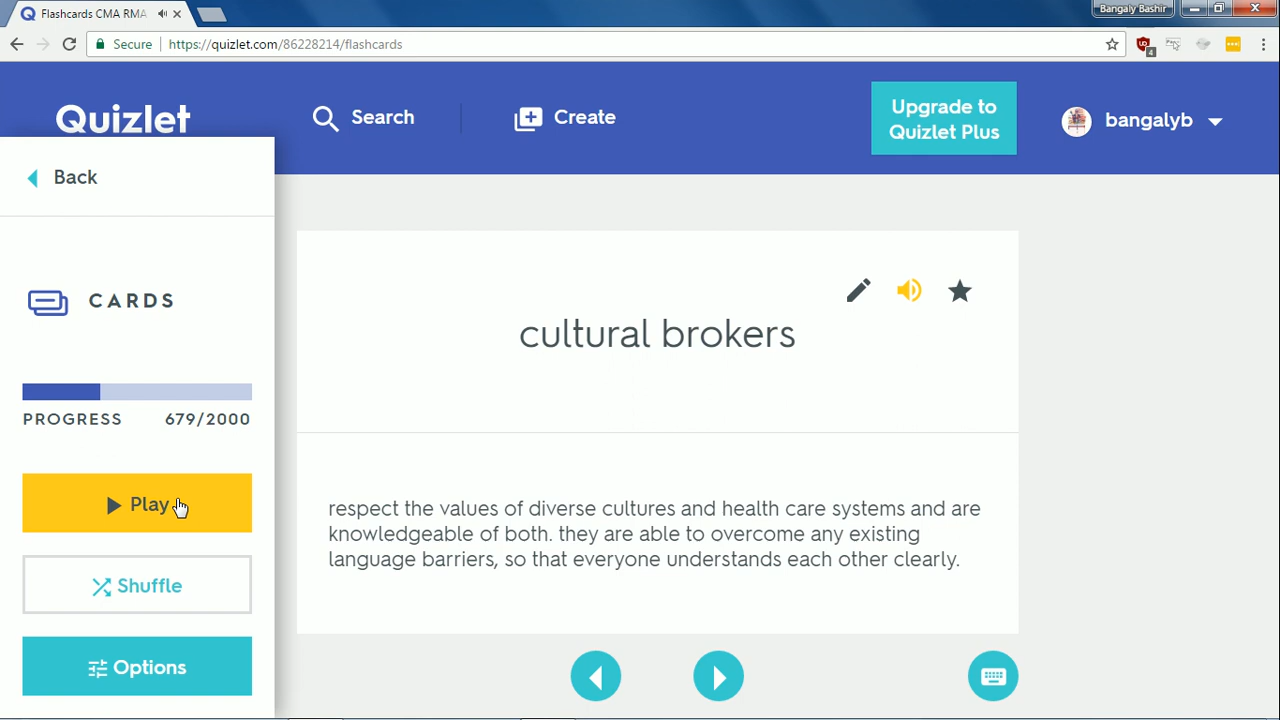 Flashcards CMA RMA
Bangaly Bashir
Secure
https://quizlet.com/86228214/flashcards
4
Quizlet
Search
Create
Upgrade to
Quizlet Plus
bangalyb
Back
CARDS
PROGRESS 679/2000
Play
Shuffle
Options
cultural brokers
respect the values of diverse cultures and health care systems and are
knowledgeable of both. they are able to overcome any existing
language barriers, so that everyone understands each other clearly.